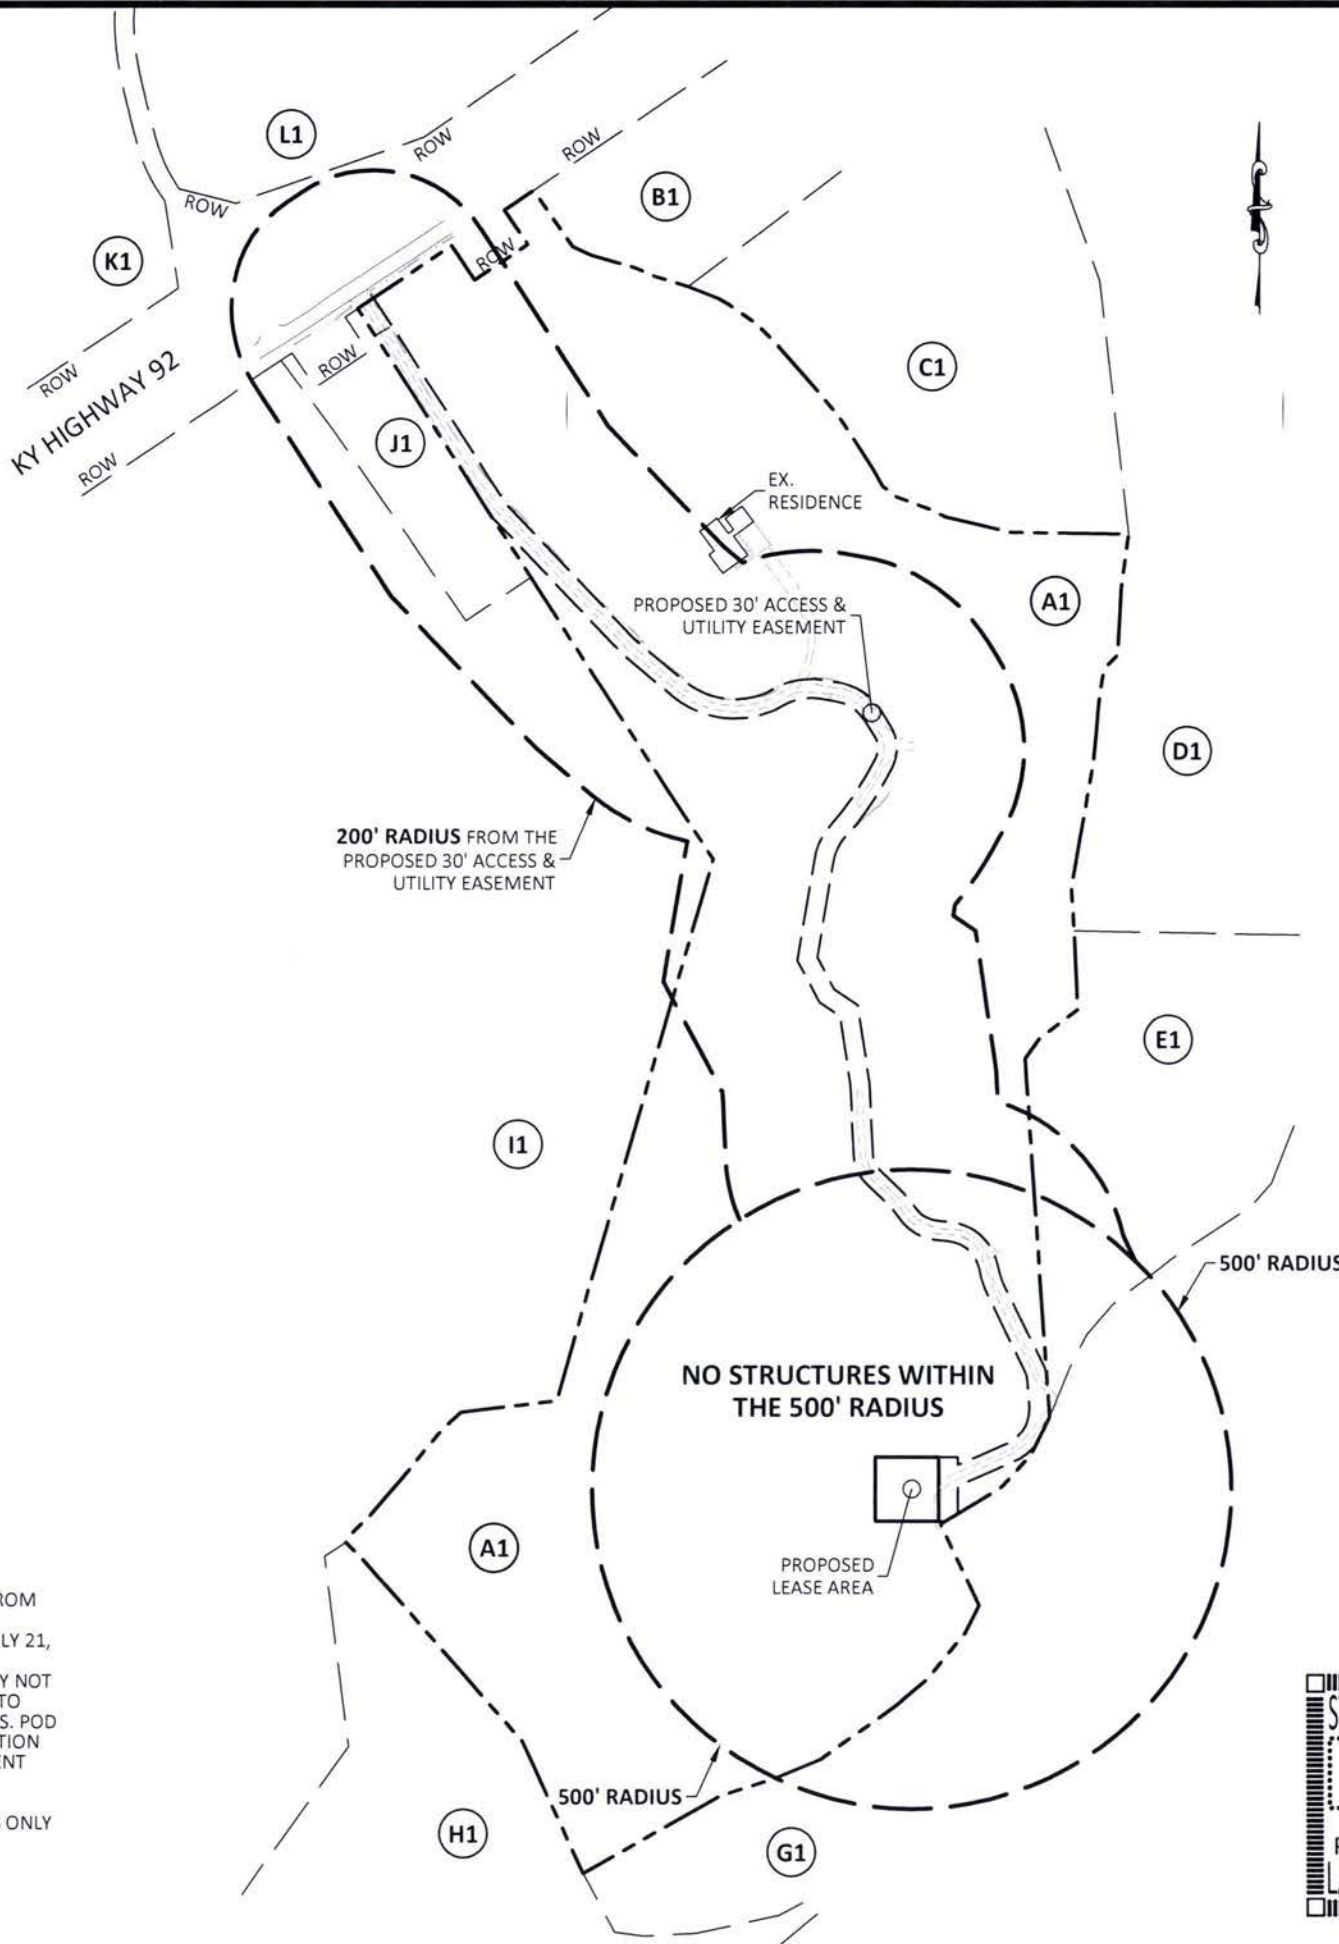 L1
ROW
ROW
B1
ROW
K1
ROW
ROW
ROW
KY HIGHWAY 92
ROW
C1
J1
EX.
RESIDENCE
PROPOSED 30' ACCESS &
UTILITY EASEMENT
A1
D1
200' RADIUS FROM THE
PROPOSED 30' ACCESS &
UTILITY EASEMENT
E1
I1
500' RADIUS
NO STRUCTURES WITHIN
THE 500' RADIUS
A1
PROPOSED
LEASE AREA
LY 21,
Y NOT
TO
S. POD
ONLY
500' RADIUS
H1
G1